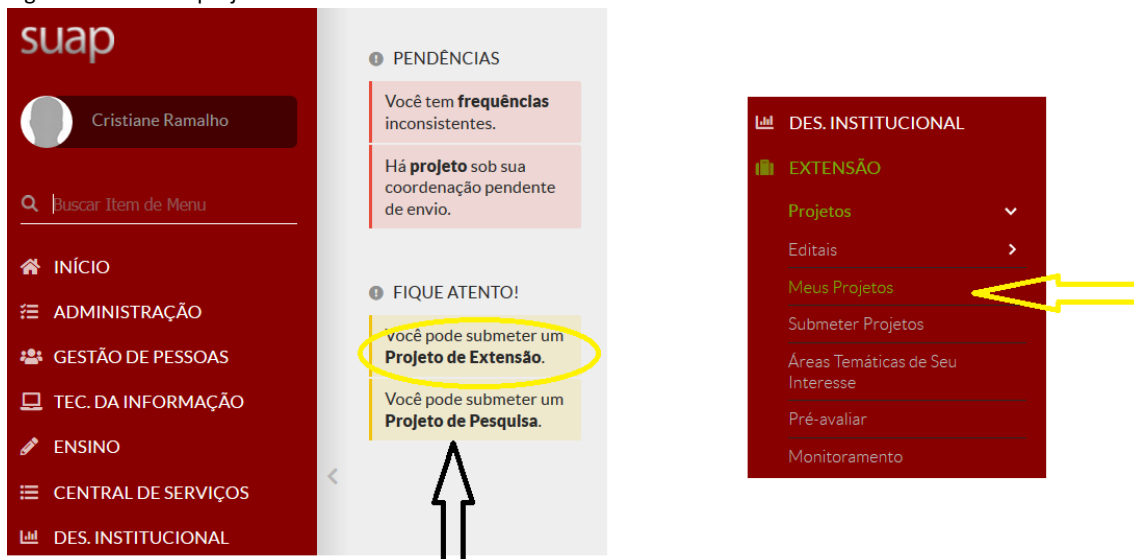 suap
Cristiane Ramalho
Buscar Item de Menu
INÍCIO
ADMINISTRAÇÃO
GESTÃO DE PESSOAS
TEC. DA INFORMAÇÃO
ENSINO
CENTRAL DE SERVIÇOS
DES. INSTITUCIONAL
PENDÊNCIAS
Você tem frequências
inconsistentes.
Há projeto sob sua
coordenação pendente
de envio.
FIQUE ATENTO!
Você pode submeter um
Projeto de Extensão.
Você pode submeter um
Projeto de Pesquisa.
DES. INSTITUCIONAL
EXTENSÃO
Projetos
Editais
Meus Projetos
Submeter Projetos
Áreas Temáticas de Seu
Interesse
Pré-avaliar
Monitoramento